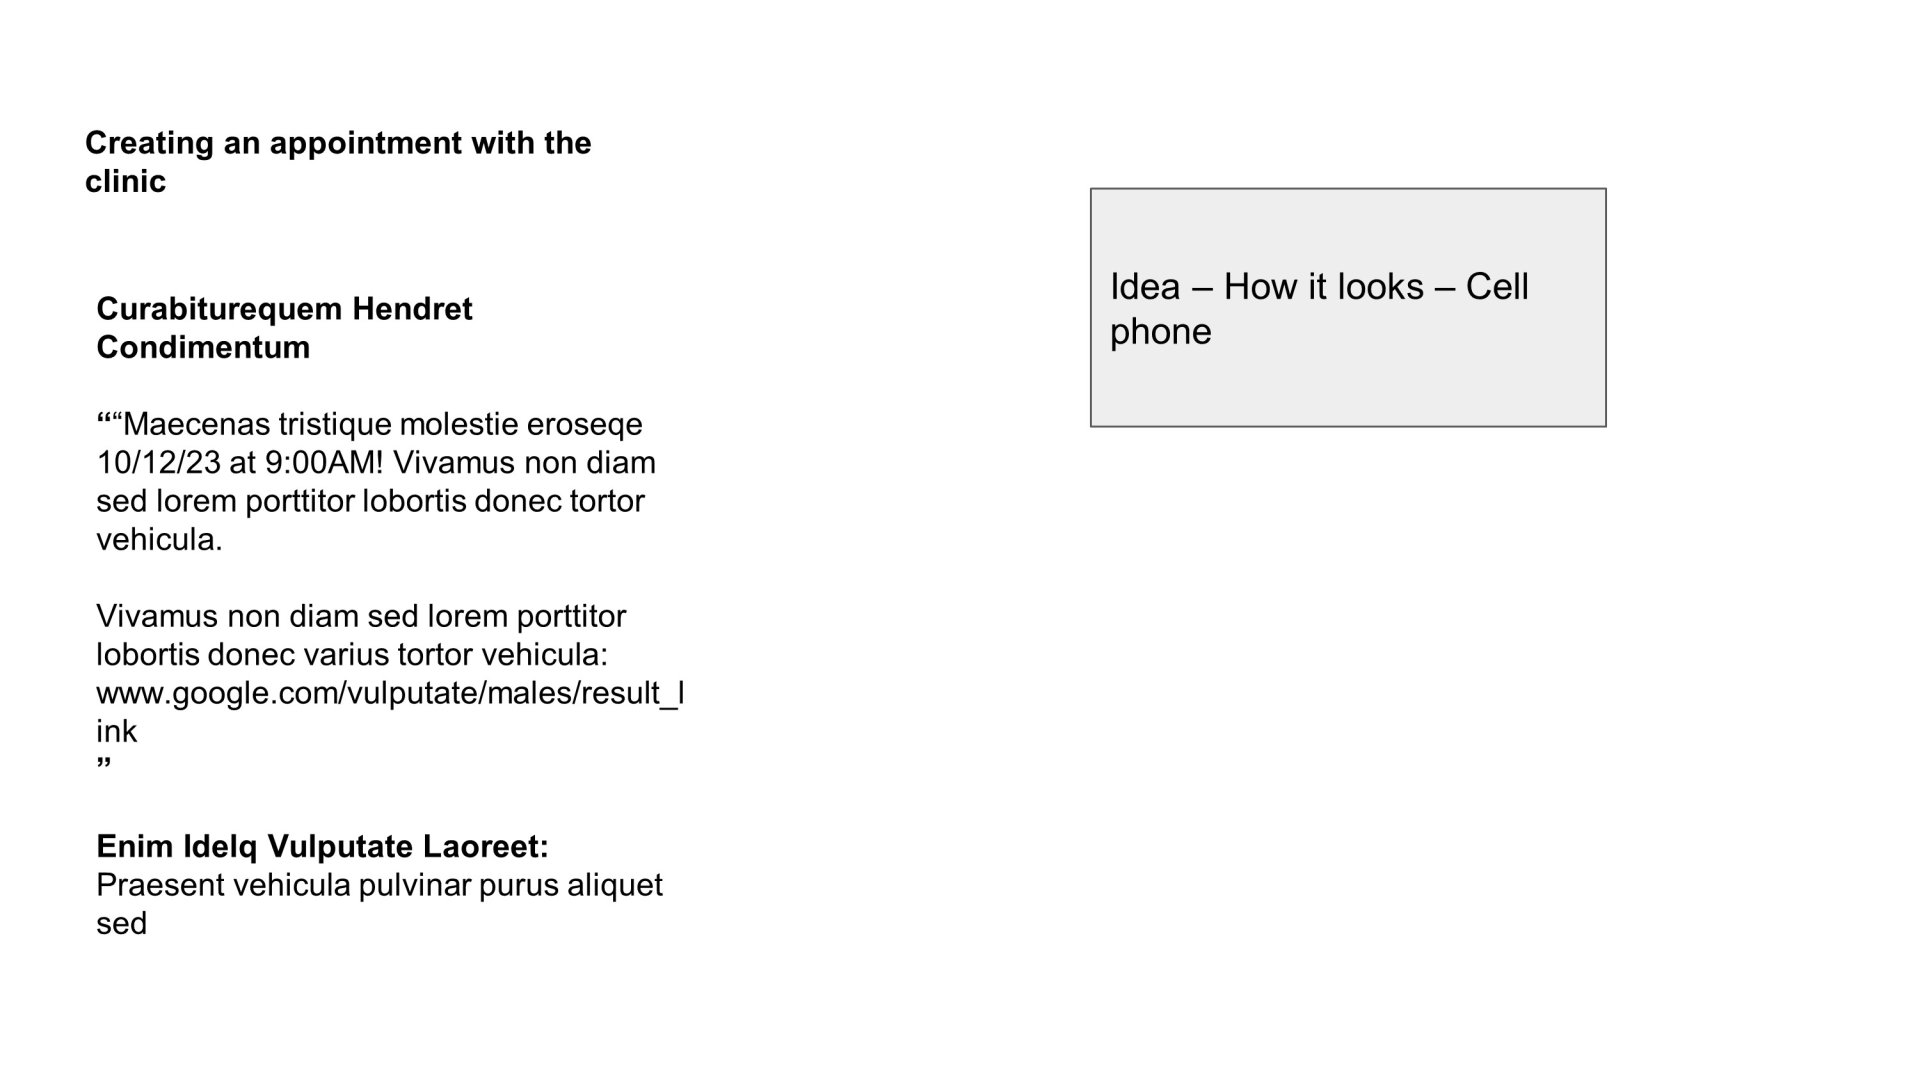 Creating an appointment with the
clinic
Curabiturequem Hendret
Condimentum
““Maecenas tristique molestie eroseqe
10/12/23 at 9:00AM! Vivamus non diam
sed lorem porttitor lobortis donec tortor
vehicula.
Vivamus non diam sed lorem porttitor
lobortis donec varius tortor vehicula:
www.google.com/vulputate/males/result_l
ink
”
Enim Idelq Vulputate Laoreet:
Praesent vehicula pulvinar purus aliquet
sed
Idea – How it looks – Cell
phone